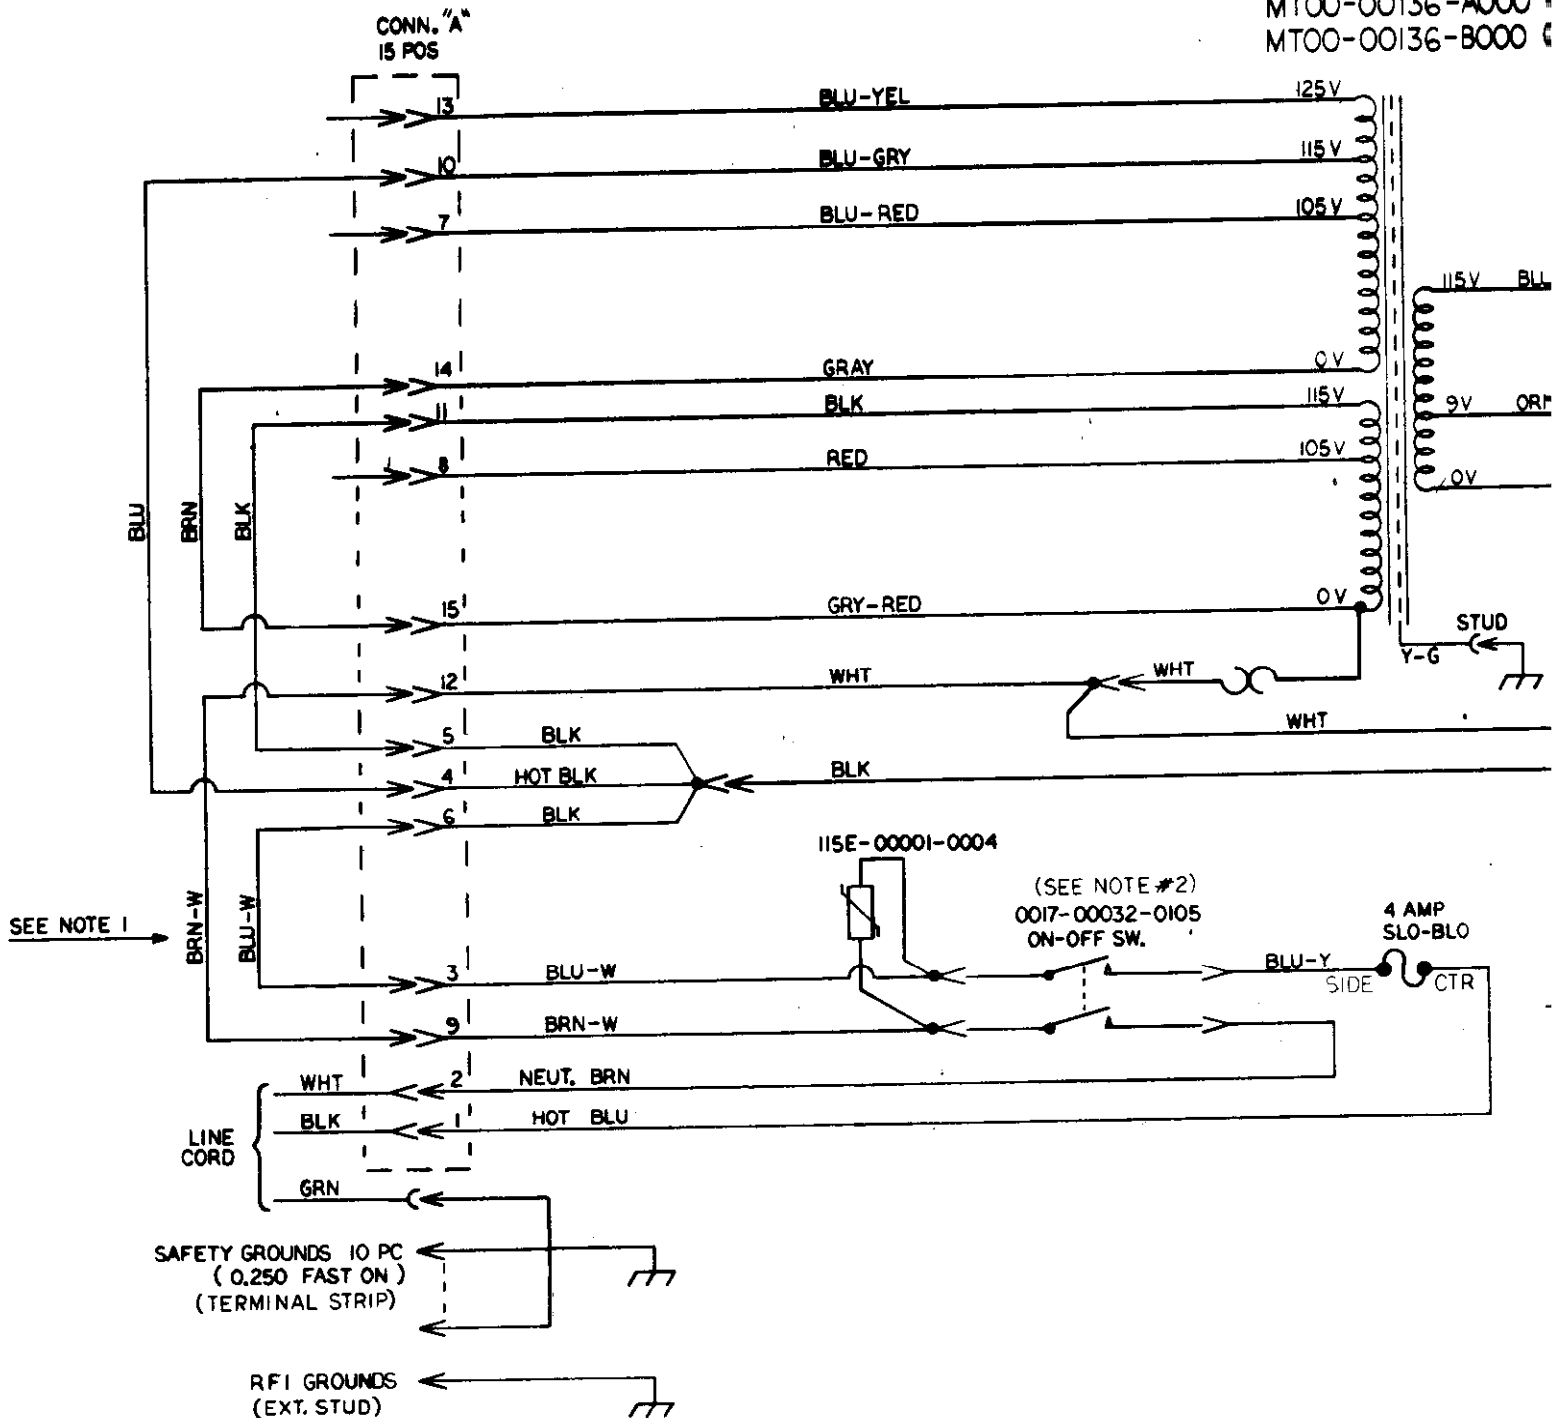 MT00-00136-A000
MT00-00136-B000
CONN. "A"
15 POS
13 BLU-YEL 125V
10 BLU-GRY 115V
7 BLU-RED 105V
115V
14 GRAY 0V
11 BLK 115V
9V
8 RED 105V
0V
BLU
BRN
BLK
15 GRY-RED 0V
STUD
Y-G
12 WHT WHT
WHT
5 BLK
4 HOT BLK BLK
6 BLK
115E-00001-0004
(SEE NOTE #2)
0017-00032-0105
ON-OFF SW.
4 AMP
SLO-BLO
SEE NOTE 1
BRN-W
BLU-W
3 BLU-W BLU-Y SIDE CTR
9 BRN-W
WHT 2 NEUT. BRN
BLK 1 HOT BLU
LINE
CORD
GRN
SAFETY GROUNDS 10 PC
(0.250 FAST ON)
(TERMINAL STRIP)
RFI GROUNDS
(EXT. STUD)